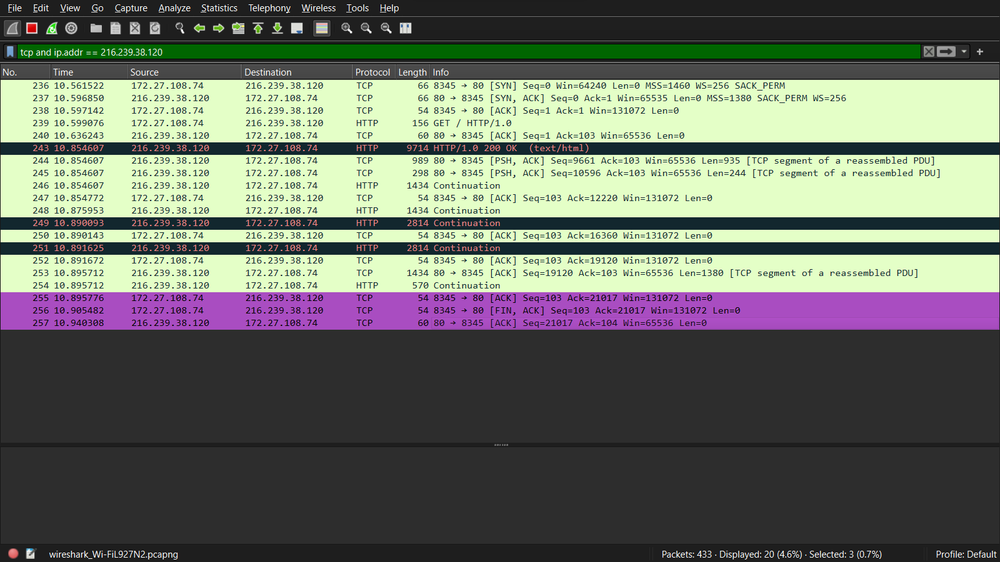 File Edit View Go Capture Analyze Statistics Telephony Wireless Tools Help
tcp and ip.addr == 216.239.38.120
No. Time Source Destination Protocol Length Info
236 10.561522 172.27.108.74 216.239.38.120 TCP 66 8345 → 80 [SYN] Seq=0 Win=64240 Len=0 MSS=1460 WS=256 SACK_PERM
237 10.596850 216.239.38.120 172.27.108.74 TCP 66 80 → 8345 [SYN, ACK] Seq=0 Ack=1 Win=65535 Len=0 MSS=1380 SACK_PERM WS=256
238 10.597142 172.27.108.74 216.239.38.120 TCP 54 8345 → 80 [ACK] Seq=1 Ack=1 Win=131072 Len=0
239 10.599076 172.27.108.74 216.239.38.120 HTTP 156 GET / HTTP/1.0
240 10.636243 216.239.38.120 172.27.108.74 TCP 60 80 → 8345 [ACK] Seq=1 Ack=103 Win=65536 Len=0
243 10.854607 216.239.38.120 172.27.108.74 HTTP 9714 HTTP/1.0 200 OK (text/html)
244 10.854607 216.239.38.120 172.27.108.74 TCP 989 80 → 8345 [PSH, ACK] Seq=9661 Ack=103 Win=65536 Len=935 [TCP segment of a reassembled PDU]
245 10.854607 216.239.38.120 172.27.108.74 TCP 298 80 → 8345 [PSH, ACK] Seq=10596 Ack=103 Win=65536 Len=244 [TCP segment of a reassembled PDU]
246 10.854607 216.239.38.120 172.27.108.74 HTTP 1434 Continuation
247 10.854772 172.27.108.74 216.239.38.120 TCP 54 8345 → 80 [ACK] Seq=103 Ack=12220 Win=131072 Len=0
248 10.875953 216.239.38.120 172.27.108.74 HTTP 1434 Continuation
249 10.890093 216.239.38.120 172.27.108.74 HTTP 2814 Continuation
250 10.890143 172.27.108.74 216.239.38.120 TCP 54 8345 → 80 [ACK] Seq=103 Ack=16360 Win=131072 Len=0
251 10.891625 216.239.38.120 172.27.108.74 HTTP 2814 Continuation
252 10.891672 172.27.108.74 216.239.38.120 TCP 54 8345 → 80 [ACK] Seq=103 Ack=19120 Win=131072 Len=0
253 10.895712 216.239.38.120 172.27.108.74 TCP 1434 80 → 8345 [ACK] Seq=19120 Ack=103 Win=65536 Len=1380 [TCP segment of a reassembled PDU]
254 10.895712 216.239.38.120 172.27.108.74 HTTP 570 Continuation
255 10.895776 172.27.108.74 216.239.38.120 TCP 54 8345 → 80 [ACK] Seq=103 Ack=21017 Win=131072 Len=0
256 10.905482 172.27.108.74 216.239.38.120 TCP 54 8345 → 80 [FIN, ACK] Seq=103 Ack=21017 Win=131072 Len=0
257 10.940308 216.239.38.120 172.27.108.74 TCP 60 80 → 8345 [ACK] Seq=21017 Ack=104 Win=65536 Len=0
wireshark_Wi-FiL927N2.pcapng Packets: 433 · Displayed: 20 (4.6%) · Selected: 3 (0.7%) Profile: Default